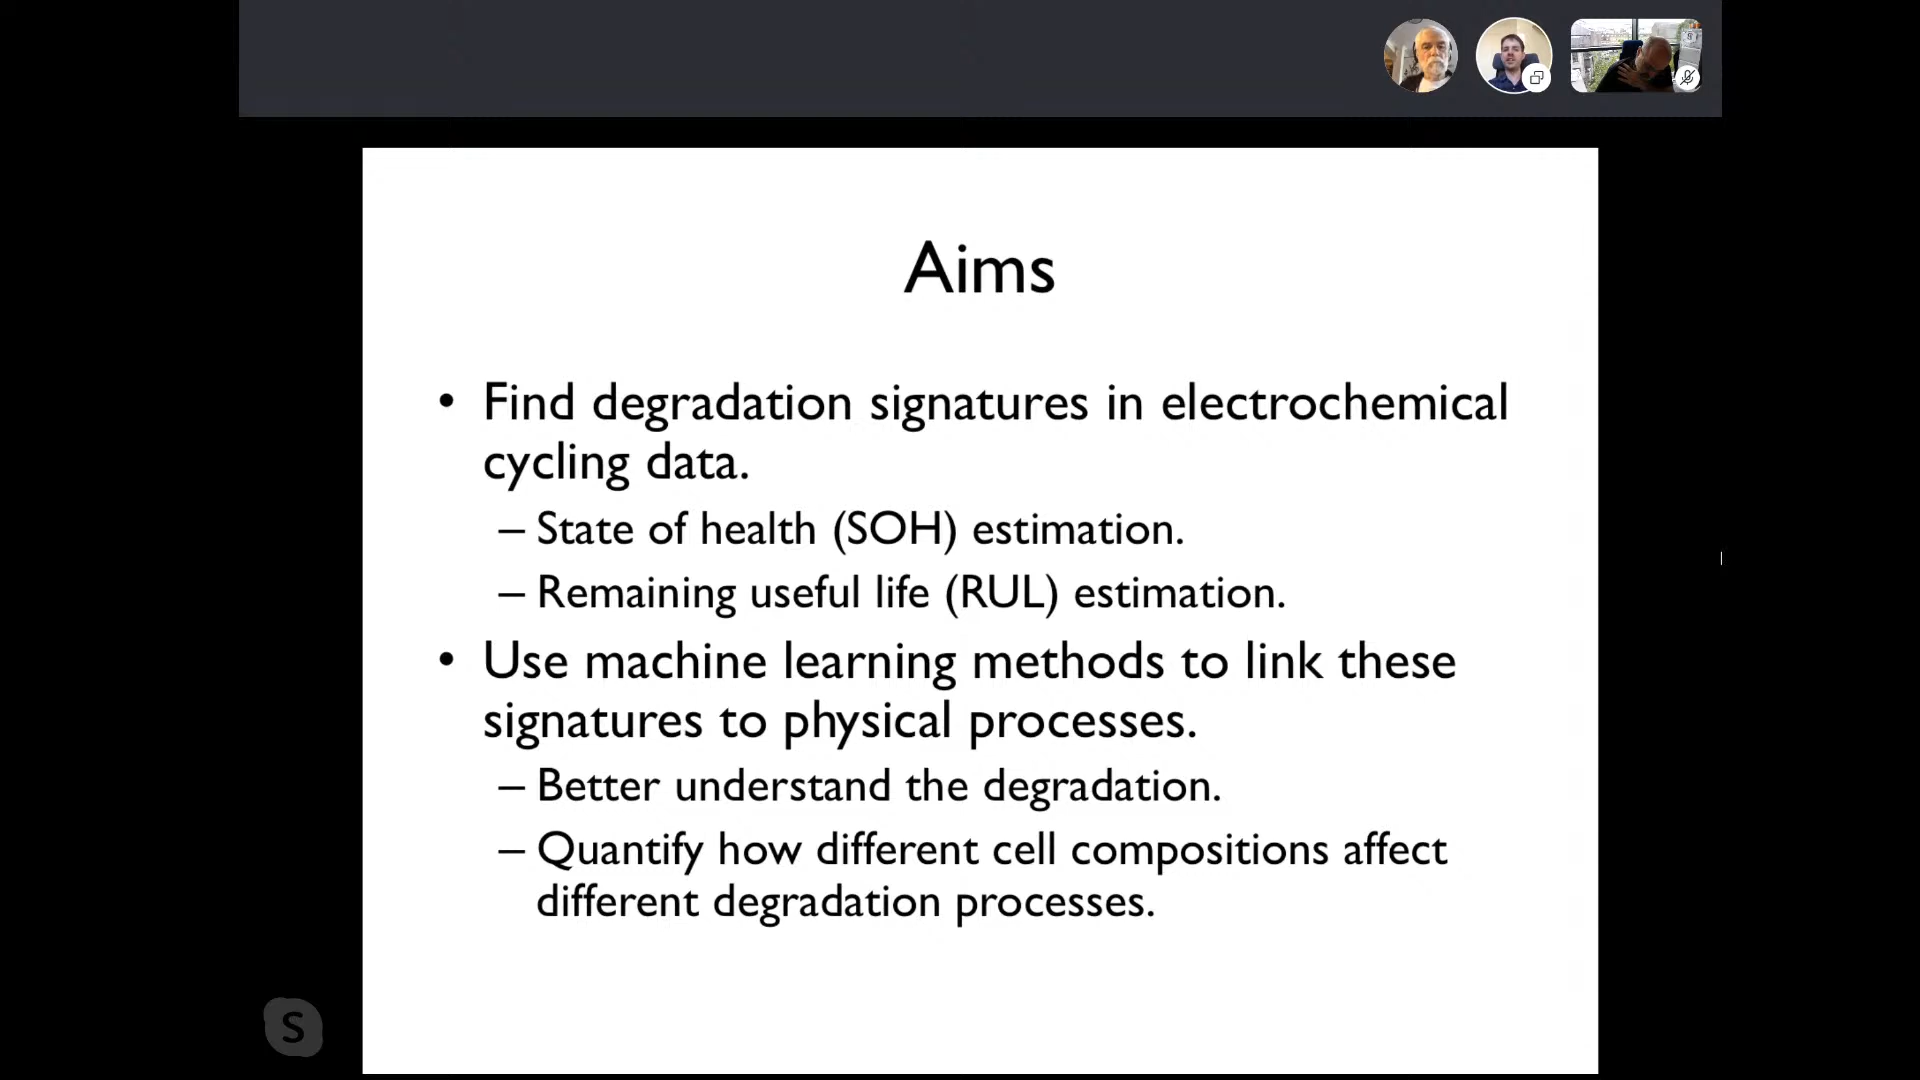 Aims
• Find degradation signatures in electrochemical
cycling data.
– State of health (SOH) estimation.
– Remaining useful life (RUL) estimation.
• Use machine learning methods to link these
signatures to physical processes.
– Better understand the degradation.
– Quantify how different cell compositions affect
different degradation processes.
S